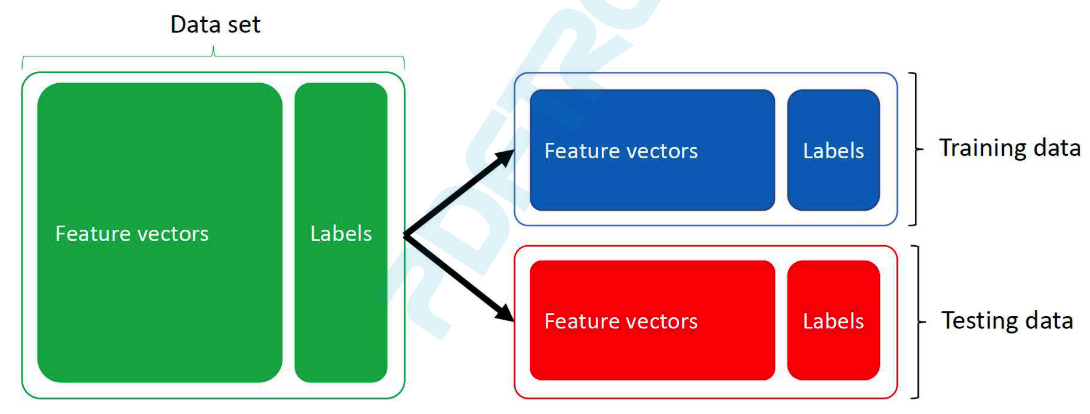 Data set
Feature vectors
Labels
Feature vectors
Labels
Training data
Feature vectors
Labels
Testing data